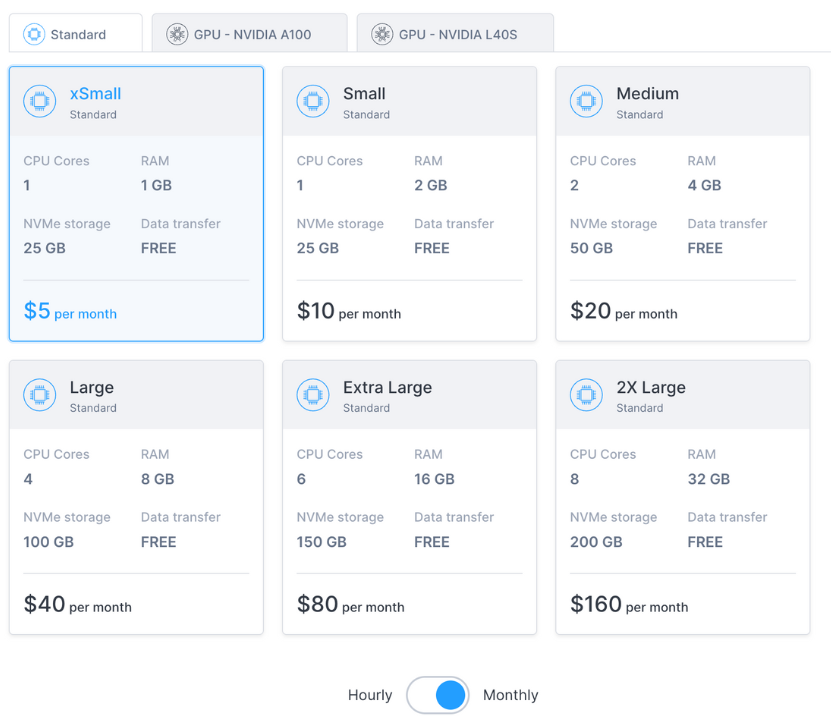 Standard GPU - NVIDIA A100 GPU - NVIDIA L40S
xSmall
Standard
CPU Cores RAM
1 1 GB
NVMe storage Data transfer
25 GB FREE
$5 per month
Small
Standard
CPU Cores RAM
1 2 GB
NVMe storage Data transfer
25 GB FREE
$10 per month
Medium
Standard
CPU Cores RAM
2 4 GB
NVMe storage Data transfer
50 GB FREE
$20 per month
Large
Standard
CPU Cores RAM
4 8 GB
NVMe storage Data transfer
100 GB FREE
$40 per month
Extra Large
Standard
CPU Cores RAM
6 16 GB
NVMe storage Data transfer
150 GB FREE
$80 per month
2X Large
Standard
CPU Cores RAM
8 32 GB
NVMe storage Data transfer
200 GB FREE
$160 per month
Hourly Monthly